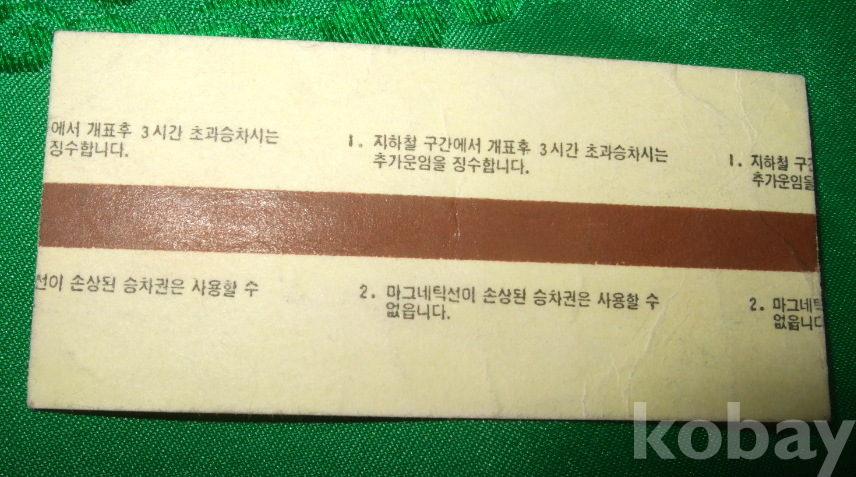 에서 개표후 3시간 초과승차시는
징수합니다.
1. 지하철 구간에서 개표후 3시간 초과승차시는
추가운임을 징수합니다.
1. 지하철 구간
추가운임을
선이 손상된 승차권은 사용할 수
2. 마그네틱선이 손상된 승차권은 사용할 수
없읍니다.
2. 마그네틱
없읍니다
kobay